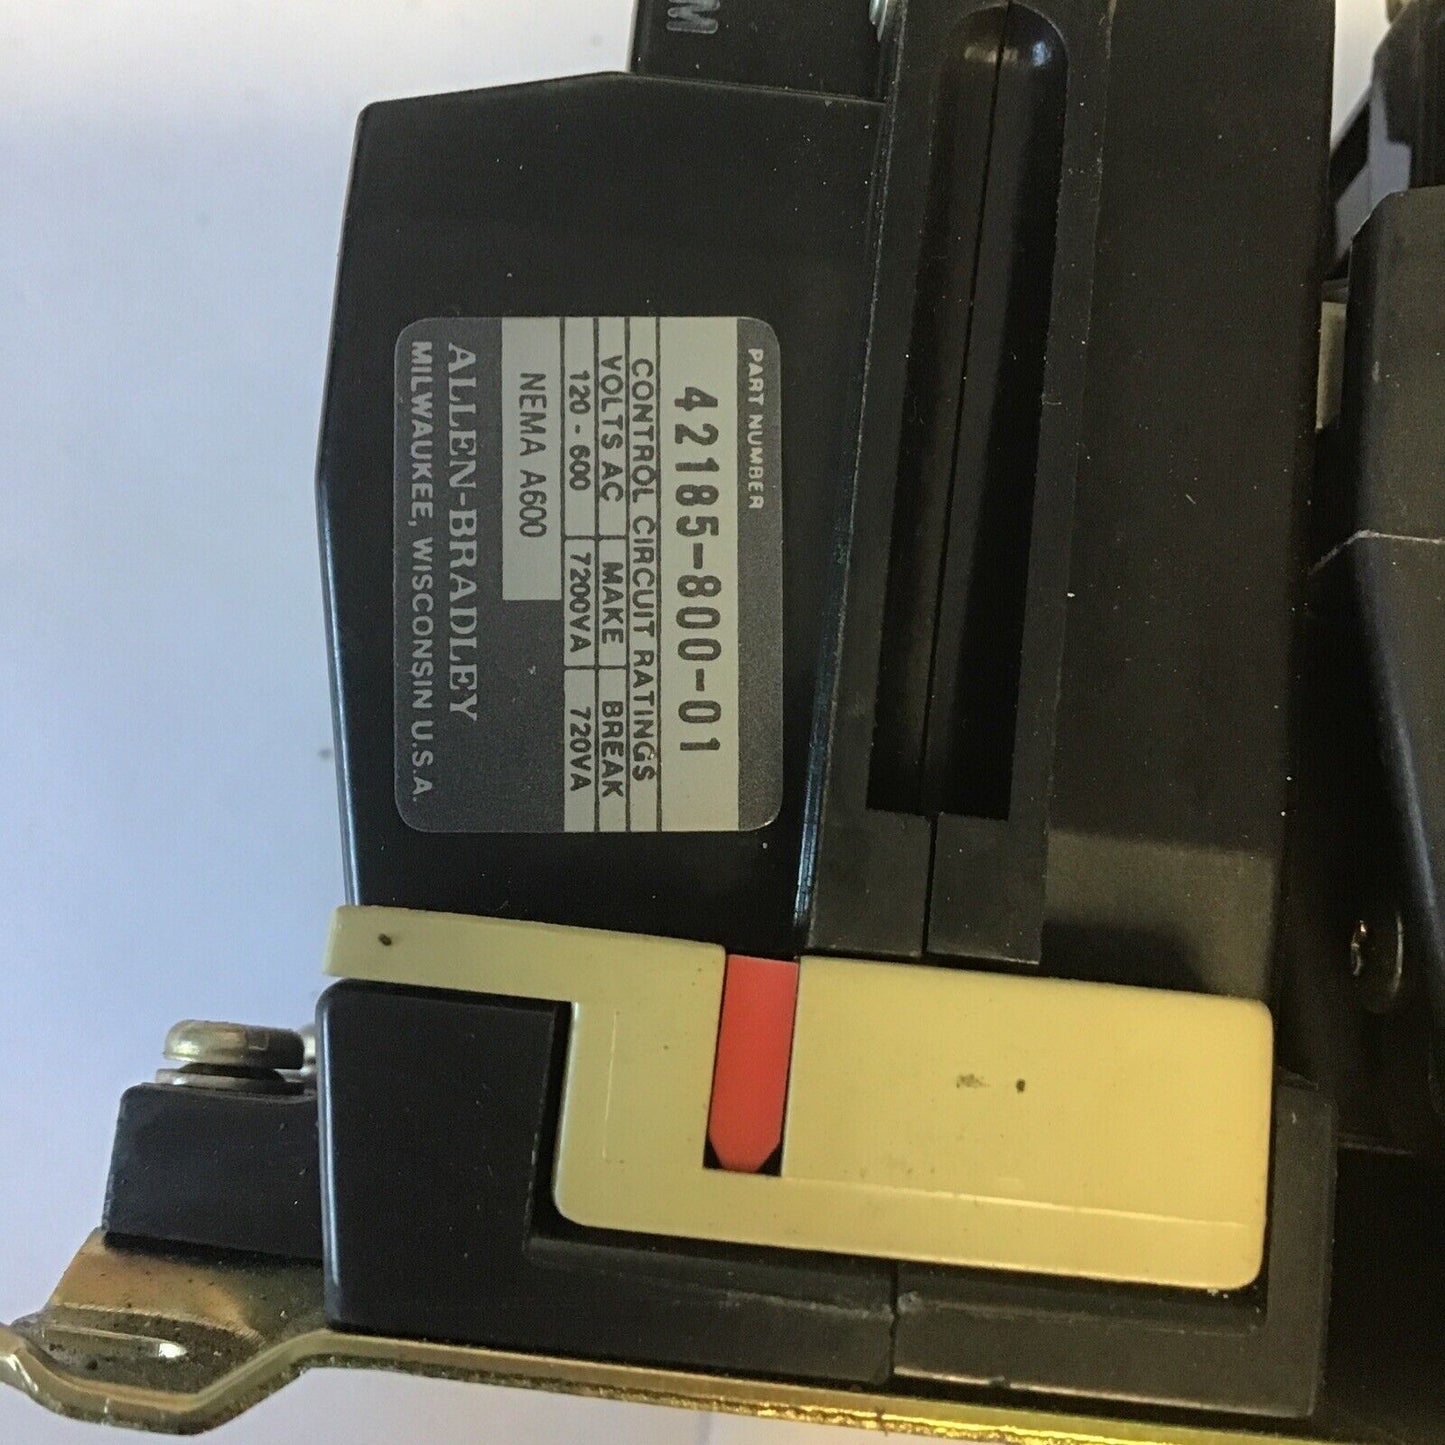 M
PART NUMBER
42185-800-01
CONTROL CIRCUIT RATINGS
VOLTS AC MAKE BREAK
120-600 7200VA 720VA
NEMA A600
ALLEN-BRADLEY
MILWAUKEE, WISCONSIN U.S.A.